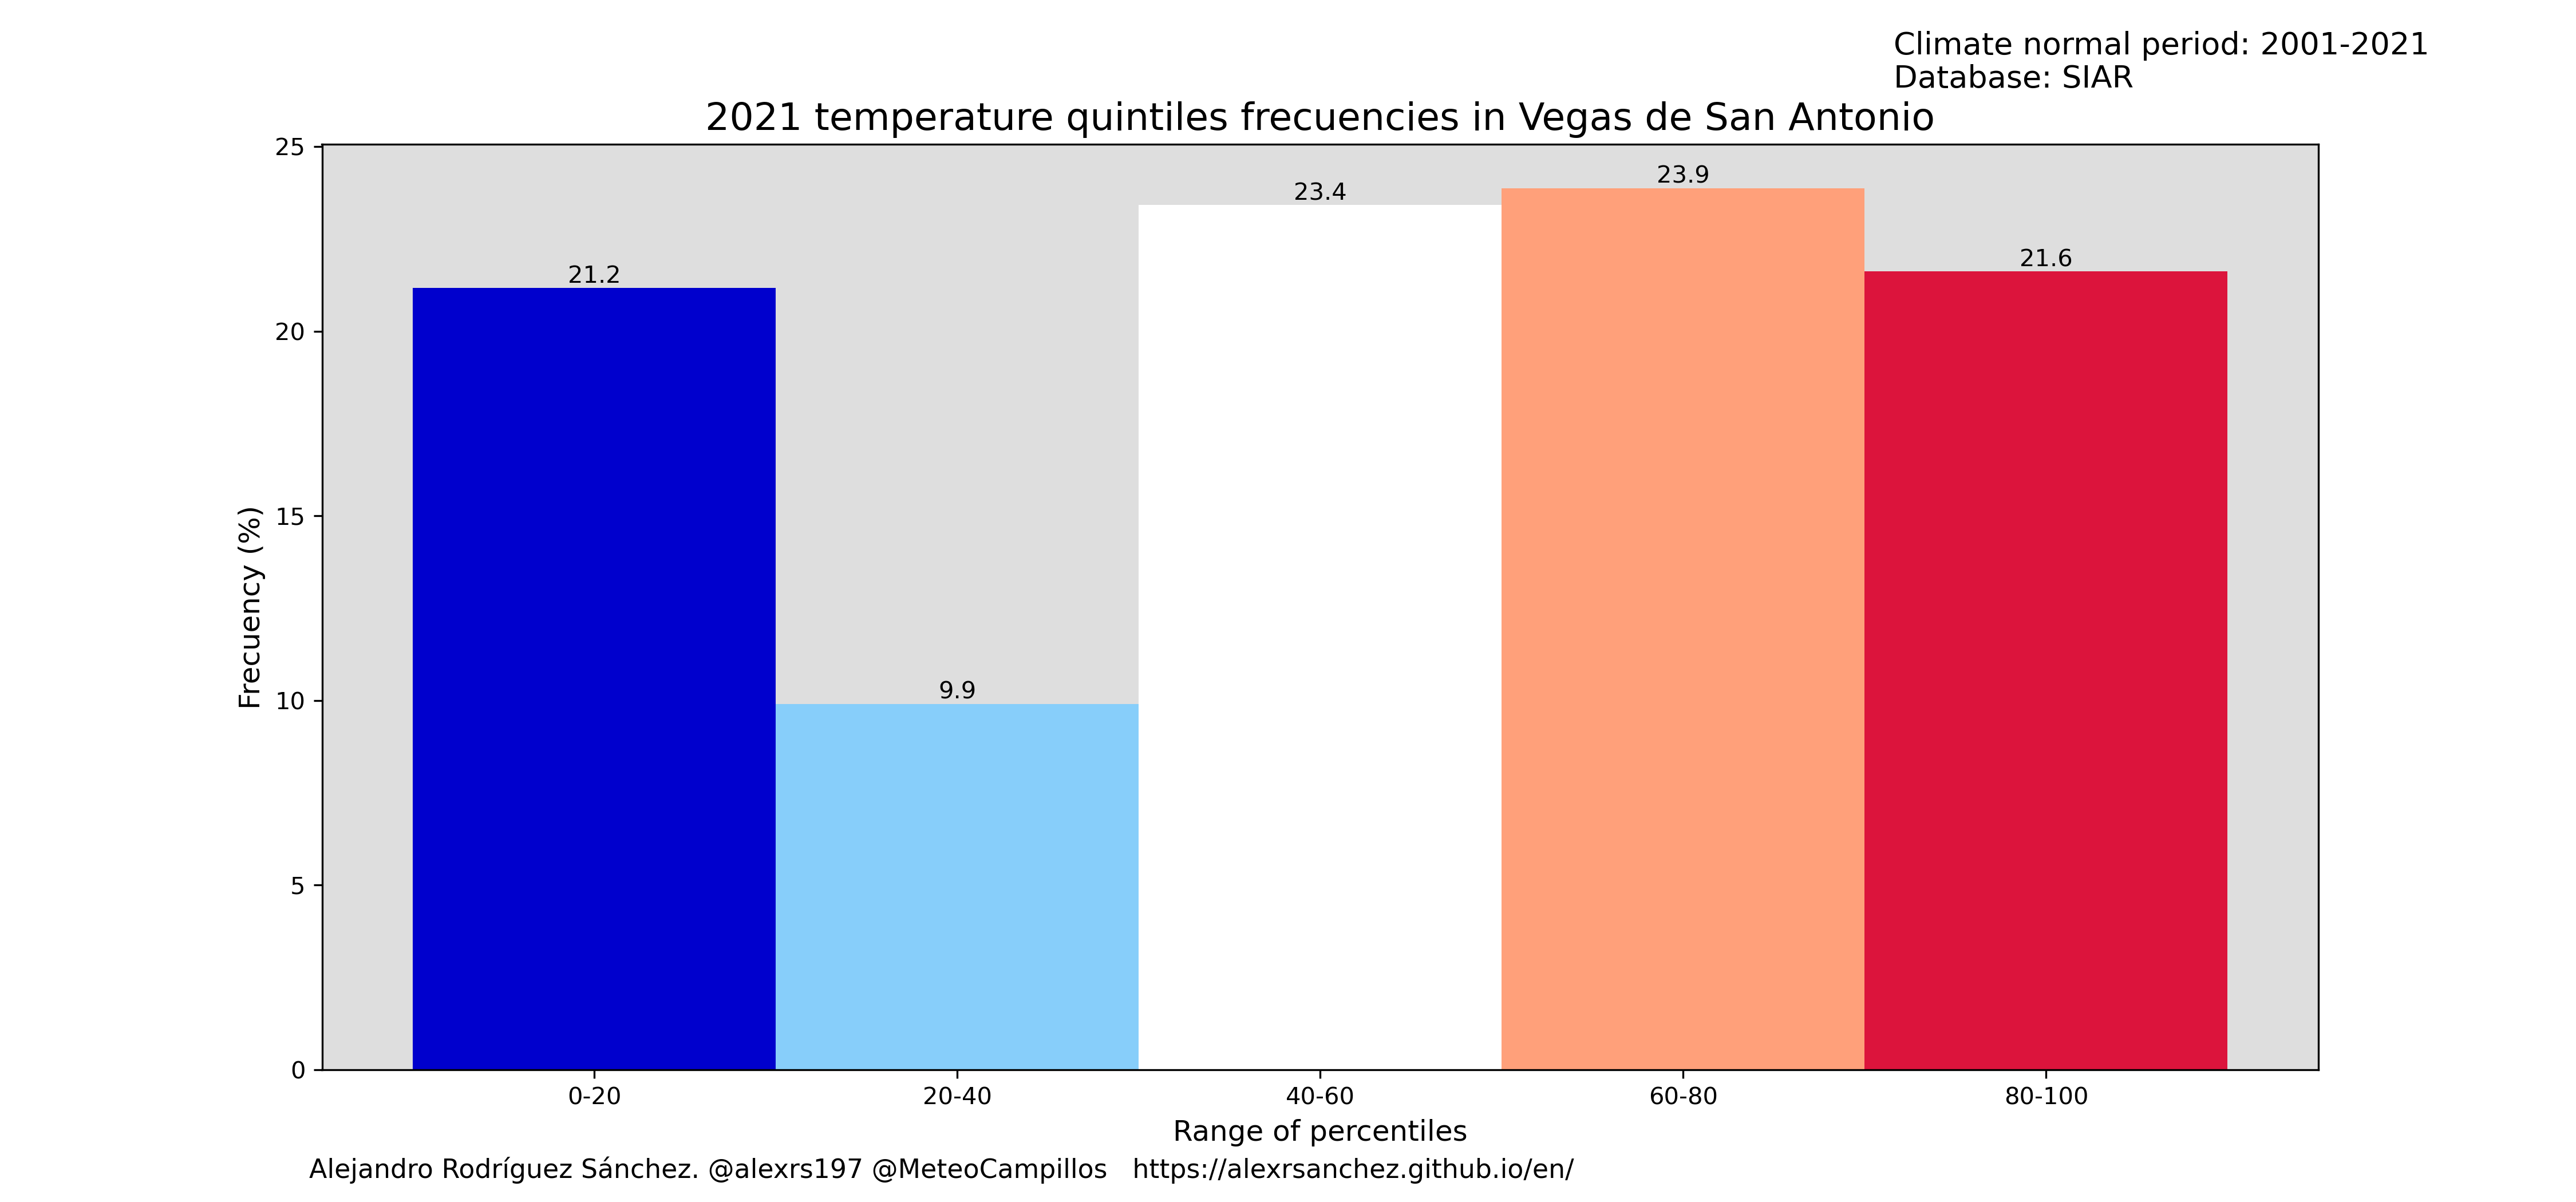 Climate normal period: 2001-2021
Database: SIAR
2021 temperature quintiles frecuencies in Vegas de San Antonio
25
20
15
10
5
0
Frecuency (%)
21.2
9.9
23.4
23.9
21.6
0-20 20-40 40-60 60-80 80-100
Range of percentiles
Alejandro Rodríguez Sánchez. @alexrs197 @MeteoCampillos https://alexrsanchez.github.io/en/